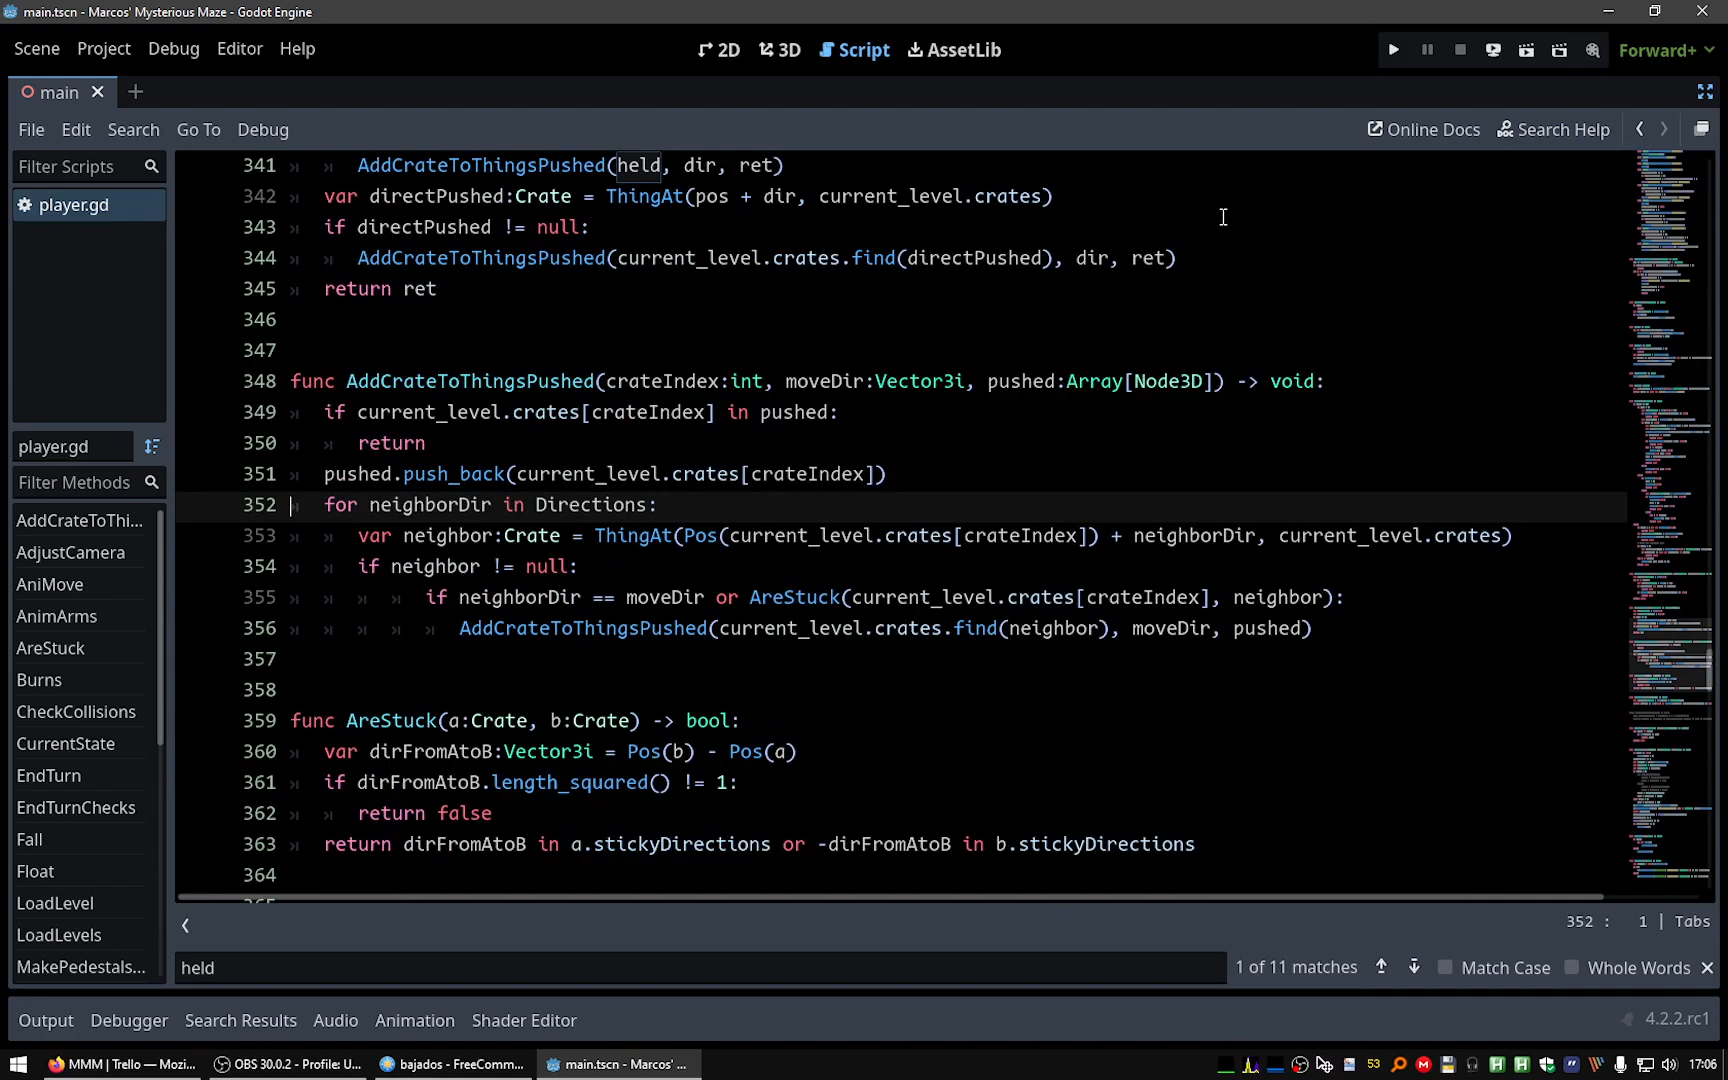 main.tscn - Marcos' Mysterious Maze - Godot Engine
Scene Project Debug Editor Help
2D 3D Script AssetLib
Forward+
main
File Edit Search Go To Debug
Online Docs Search Help
Filter Scripts
player.gd
player.gd
Filter Methods
AddCrateToThi...
AdjustCamera
AniMove
AnimArms
AreStuck
Burns
CheckCollisions
CurrentState
EndTurn
EndTurnChecks
Fall
Float
LoadLevel
LoadLevels
MakePedestals...
341 AddCrateToThingsPushed(held, dir, ret)
342 var directPushed:Crate = ThingAt(pos + dir, current_level.crates)
343 if directPushed != null:
344 AddCrateToThingsPushed(current_level.crates.find(directPushed), dir, ret)
345 return ret
346
347
348 func AddCrateToThingsPushed(crateIndex:int, moveDir:Vector3i, pushed:Array[Node3D]) -> void:
349 if current_level.crates[crateIndex] in pushed:
350 return
351 pushed.push_back(current_level.crates[crateIndex])
352 for neighborDir in Directions:
353 var neighbor:Crate = ThingAt(Pos(current_level.crates[crateIndex]) + neighborDir, current_level.crates)
354 if neighbor != null:
355 if neighborDir == moveDir or AreStuck(current_level.crates[crateIndex], neighbor):
356 AddCrateToThingsPushed(current_level.crates.find(neighbor), moveDir, pushed)
357
358
359 func AreStuck(a:Crate, b:Crate) -> bool:
360 var dirFromAtoB:Vector3i = Pos(b) - Pos(a)
361 if dirFromAtoB.length_squared() != 1:
362 return false
363 return dirFromAtoB in a.stickyDirections or -dirFromAtoB in b.stickyDirections
364
352 : 1 | Tabs
held
1 of 11 matches Match Case Whole Words
Output Debugger Search Results Audio Animation Shader Editor
4.2.2.rc1
MMM | Trello — Mozi... OBS 30.0.2 - Profile: U... bajados - FreeComm... main.tscn - Marcos' ... 53 17:06